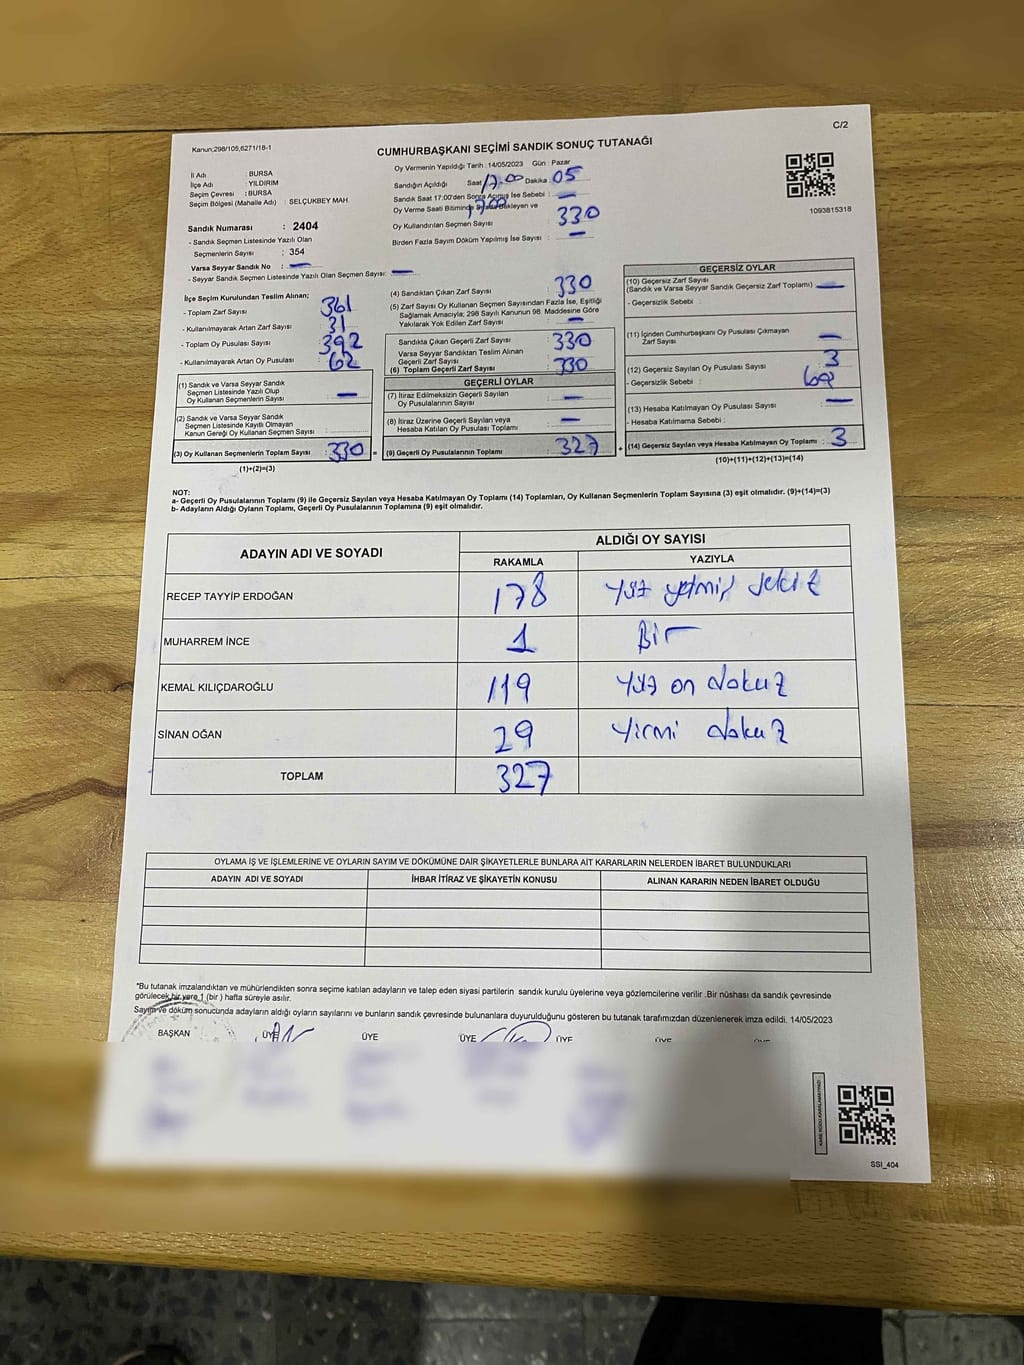 C/2
Kanun;298/105,6271/18-1
CUMHURBAŞKANI SEÇİMİ SANDIK SONUÇ TUTANAĞI
İl Adı : BURSA
İlçe Adı : YILDIRIM
Seçim Çevresi : BURSA
Seçim Bölgesi (Mahalle Adı) : SELÇUKBEY MAH.
Sandık Numarası : 2404
- Sandık Seçmen Listesinde Yazılı Olan
Seçmenlerin Sayısı : 354
Varsa Seyyar Sandık No : —
- Seyyar Sandık Seçmen Listesinde Yazılı Olan Seçmen Sayısı: —
Oy Vermenin Yapıldığı Tarih :14/05/2023 Gün : Pazar
Sandığın Açıldığı Saat 17.00 Dakika 05
Sandık Saat 17:00'den Sonra Açılmış İse Sebebi : —
Oy Verme Saati Bitiminde Bekleyen ve
17.00
Oy Kullandırılan Seçmen Sayısı 330
Birden Fazla Sayım Döküm Yapılmış İse Sayısı : —
1093815318
İlçe Seçim Kurulundan Teslim Alınan;
- Toplam Zarf Sayısı : 361
- Kullanılmayarak Artan Zarf Sayısı : 31
- Toplam Oy Pusulası Sayısı : 392
- Kullanılmayarak Artan Oy Pusulası : 62
(1) Sandık ve Varsa Seyyar Sandık
Seçmen Listesinde Yazılı Olup
Oy Kullanan Seçmenlerin Sayısı : —
(2) Sandık ve Varsa Seyyar Sandık
Seçmen Listesinde Kayıtlı Olmayan
Kanun Gereği Oy Kullanan Seçmen Sayısı :
(3) Oy Kullanan Seçmenlerin Toplam Sayısı : 330 =
(1)+(2)=(3)
(4) Sandıktan Çıkan Zarf Sayısı : 330
(5) Zarf Sayısı Oy Kullanan Seçmen Sayısından Fazla İse, Eşitliği
Sağlamak Amacıyla; 298 Sayılı Kanunun 98. Maddesine Göre
Yakılarak Yok Edilen Zarf Sayısı : —
Sandıkta Çıkan Geçerli Zarf Sayısı : 330
Varsa Seyyar Sandıktan Teslim Alınan
Geçerli Zarf Sayısı :
(6) Toplam Geçerli Zarf Sayısı : 330
GEÇERLİ OYLAR
(7) İtiraz Edilmeksizin Geçerli Sayılan
Oy Pusulalarının Sayısı : —
(8) İtiraz Üzerine Geçerli Sayılan veya
Hesaba Katılan Oy Pusulası Toplamı : —
(9) Geçerli Oy Pusulalarının Toplamı : 327 +
GEÇERSİZ OYLAR
(10) Geçersiz Zarf Sayısı
(Sandık ve Varsa Seyyar Sandık Geçersiz Zarf Toplamı) : —
- Geçersizlik Sebebi :
(11) İçinden Cumhurbaşkanı Oy Pusulası Çıkmayan
Zarf Sayısı : —
(12) Geçersiz Sayılan Oy Pusulası Sayısı : 3
- Geçersizlik Sebebi :
(13) Hesaba Katılmayan Oy Pusulası Sayısı : —
- Hesaba Katılmama Sebebi :
(14) Geçersiz Sayılan veya Hesaba Katılmayan Oy Toplamı : 3
(10)+(11)+(12)+(13)=(14)
NOT:
a- Geçerli Oy Pusulalarının Toplamı (9) ile Geçersiz Sayılan veya Hesaba Katılmayan Oy Toplamı (14) Toplamları, Oy Kullanan Seçmenlerin Toplam Sayısına (3) eşit olmalıdır. (9)+(14)=(3)
b- Adayların Aldığı Oyların Toplamı, Geçerli Oy Pusulalarının Toplamına (9) eşit olmalıdır.
ADAYIN ADI VE SOYADI
ALDIĞI OY SAYISI
RAKAMLA YAZIYLA
RECEP TAYYİP ERDOĞAN 178 Yüz yetmiş sekiz
MUHARREM İNCE 1 Bir
KEMAL KILIÇDAROĞLU 119 Yüz on dokuz
SİNAN OĞAN 29 Yirmi dokuz
TOPLAM 327
OYLAMA İŞ VE İŞLEMLERİNE VE OYLARIN SAYIM VE DÖKÜMÜNE DAİR ŞİKAYETLERLE BUNLARA AİT KARARLARIN NELERDEN İBARET BULUNDUKLARI
ADAYIN ADI VE SOYADI İHBAR İTİRAZ VE ŞİKAYETİN KONUSU ALINAN KARARIN NEDEN İBARET OLDUĞU
*Bu tutanak imzalandıktan ve mühürlendikten sonra seçime katılan adayların ve talep eden siyasi partilerin sandık kurulu üyelerine veya gözlemcilerine verilir .Bir nüshası da sandık çevresinde
görülecek bir yere 1 (bir ) hafta süreyle asılır.
Sayım ve döküm sonucunda adayların aldığı oyların sayılarını ve bunların sandık çevresinde bulunanlara duyurulduğunu gösteren bu tutanak tarafımızdan düzenlenerek imza edildi. 14/05/2023
BAŞKAN ÜYE ÜYE ÜYE ÜYE
SSİ_404